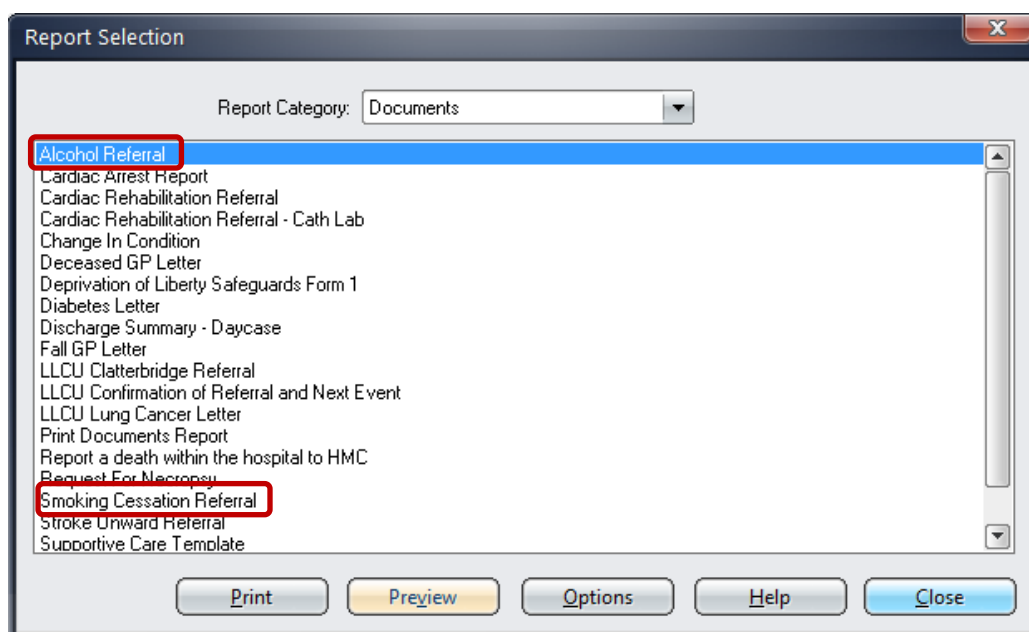 Report Selection
X
Report Category: Documents
Alcohol Referral
Cardiac Arrest Report
Cardiac Rehabilitation Referral
Cardiac Rehabilitation Referral - Cath Lab
Change In Condition
Deceased GP Letter
Deprivation of Liberty Safeguards Form 1
Diabetes Letter
Discharge Summary - Daycase
Fall GP Letter
LLCU Clatterbridge Referral
LLCU Confirmation of Referral and Next Event
LLCU Lung Cancer Letter
Print Documents Report
Report a death within the hospital to HMC
Request For Necropsy
Smoking Cessation Referral
Stroke Onward Referral
Supportive Care Template
Print Preview Options Help Close